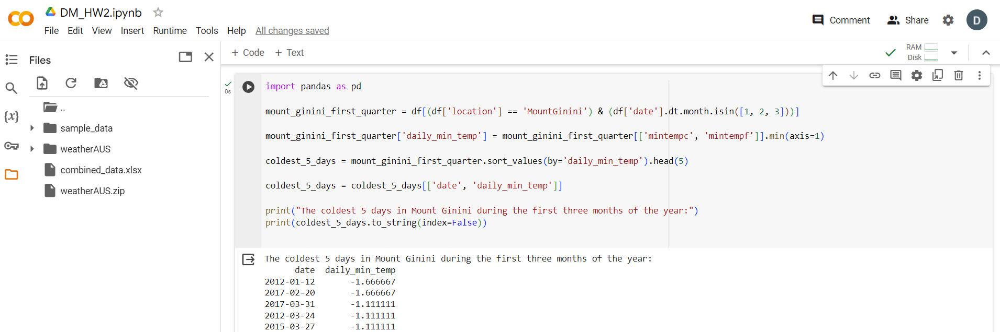 DM_HW2.ipynb
File Edit View Insert Runtime Tools Help All changes saved
Comment Share D
Files
+ Code + Text
RAM
Disk
..
sample_data
weatherAUS
combined_data.xlsx
weatherAUS.zip
{x}
0s
import pandas as pd
mount_ginini_first_quarter = df[(df['location'] == 'MountGinini') & (df['date'].dt.month.isin([1, 2, 3]))]
mount_ginini_first_quarter['daily_min_temp'] = mount_ginini_first_quarter[['mintempc', 'mintempf']].min(axis=1)
coldest_5_days = mount_ginini_first_quarter.sort_values(by='daily_min_temp').head(5)
coldest_5_days = coldest_5_days[['date', 'daily_min_temp']]
print("The coldest 5 days in Mount Ginini during the first three months of the year:")
print(coldest_5_days.to_string(index=False))
The coldest 5 days in Mount Ginini during the first three months of the year:
date daily_min_temp
2012-01-12 -1.666667
2017-02-20 -1.666667
2017-03-31 -1.111111
2012-03-24 -1.111111
2015-03-27 -1.111111